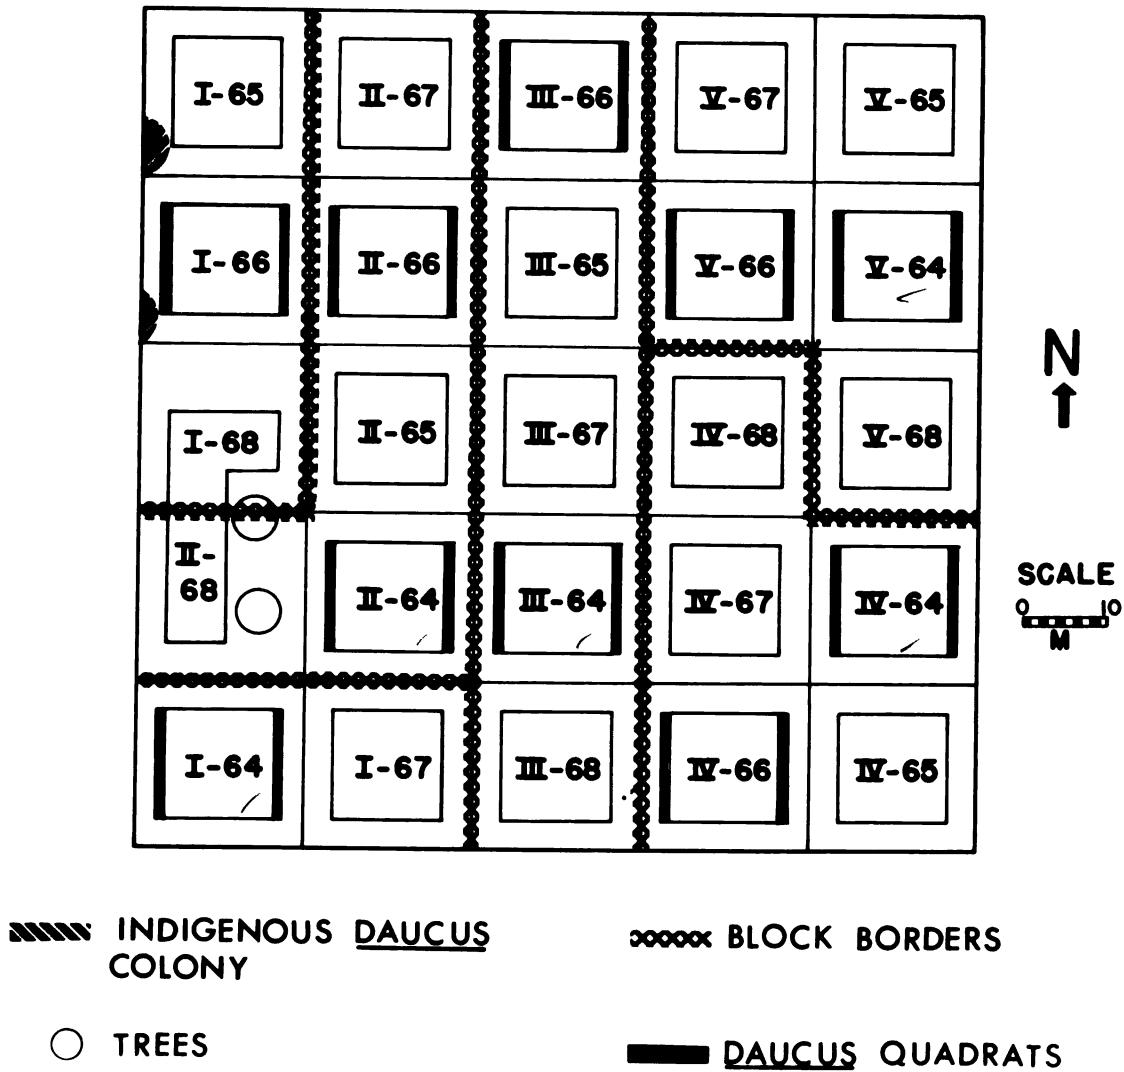 I-65 II-67 III-66 V-67 V-65
I-66 II-66 III-65 V-66 V-64
N
I-68 II-65 III-67 IV-68 V-68
II-
68
II-64 III-64 IV-67 IV-64
SCALE
0 10
M
I-64 I-67 III-68 IV-66 IV-65
INDIGENOUS DAUCUS
COLONY
BLOCK BORDERS
TREES
DAUCUS QUADRATS